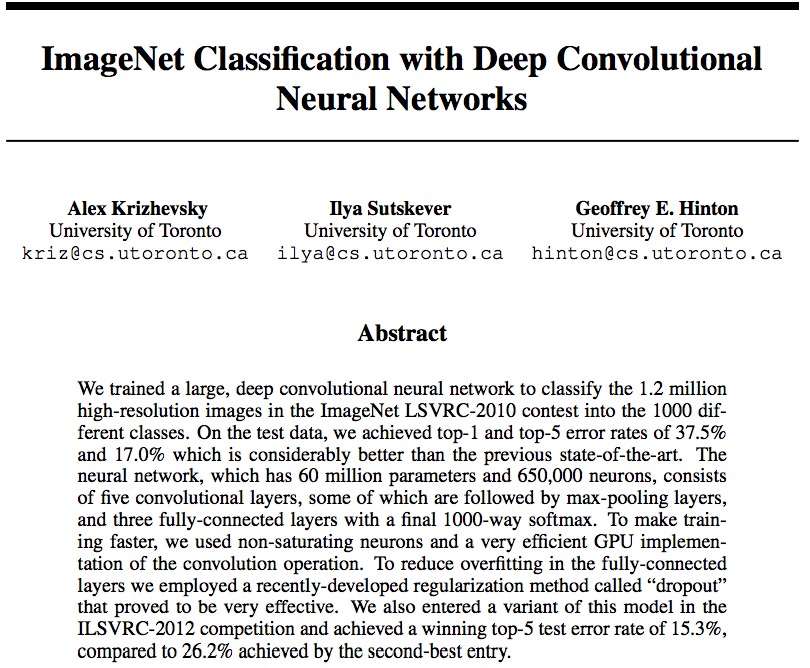 ImageNet Classification with Deep Convolutional
Neural Networks
Alex Krizhevsky
University of Toronto
kriz@cs.utoronto.ca
Ilya Sutskever
University of Toronto
ilya@cs.utoronto.ca
Geoffrey E. Hinton
University of Toronto
hinton@cs.utoronto.ca
Abstract
We trained a large, deep convolutional neural network to classify the 1.2 million
high-resolution images in the ImageNet LSVRC-2010 contest into the 1000 dif-
ferent classes. On the test data, we achieved top-1 and top-5 error rates of 37.5%
and 17.0% which is considerably better than the previous state-of-the-art. The
neural network, which has 60 million parameters and 650,000 neurons, consists
of five convolutional layers, some of which are followed by max-pooling layers,
and three fully-connected layers with a final 1000-way softmax. To make train-
ing faster, we used non-saturating neurons and a very efficient GPU implemen-
tation of the convolution operation. To reduce overfitting in the fully-connected
layers we employed a recently-developed regularization method called “dropout”
that proved to be very effective. We also entered a variant of this model in the
ILSVRC-2012 competition and achieved a winning top-5 test error rate of 15.3%,
compared to 26.2% achieved by the second-best entry.